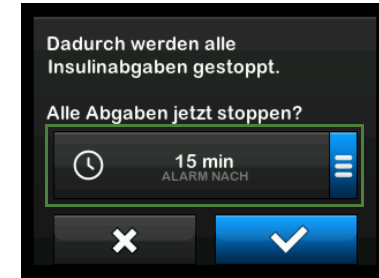 Dadurch werden alle
Insulinabgaben gestoppt.
Alle Abgaben jetzt stoppen?
15 min
ALARM NACH